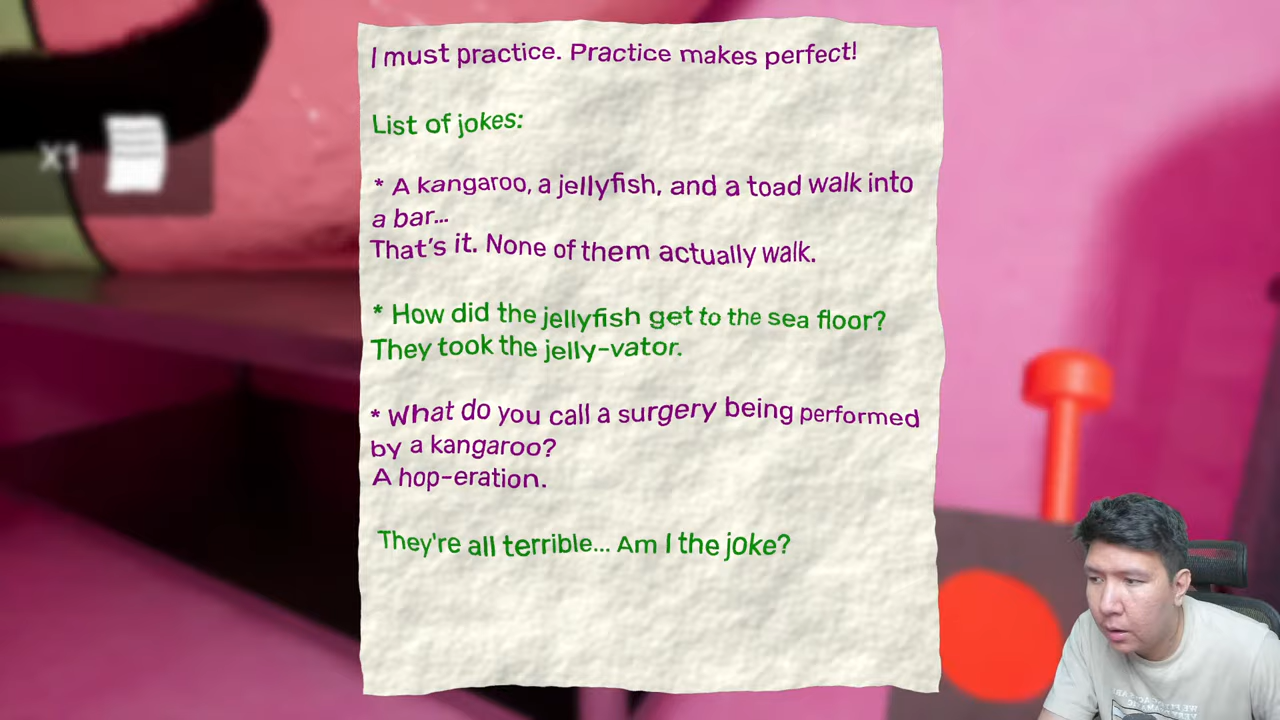 X1
I must practice. Practice makes perfect!
List of jokes:
* A kangaroo, a jellyfish, and a toad walk into
a bar...
That's it. None of them actually walk.
* How did the jellyfish get to the sea floor?
They took the jelly-vator.
* What do you call a surgery being performed
by a kangaroo?
A hop-eration.
They're all terrible... Am I the joke?